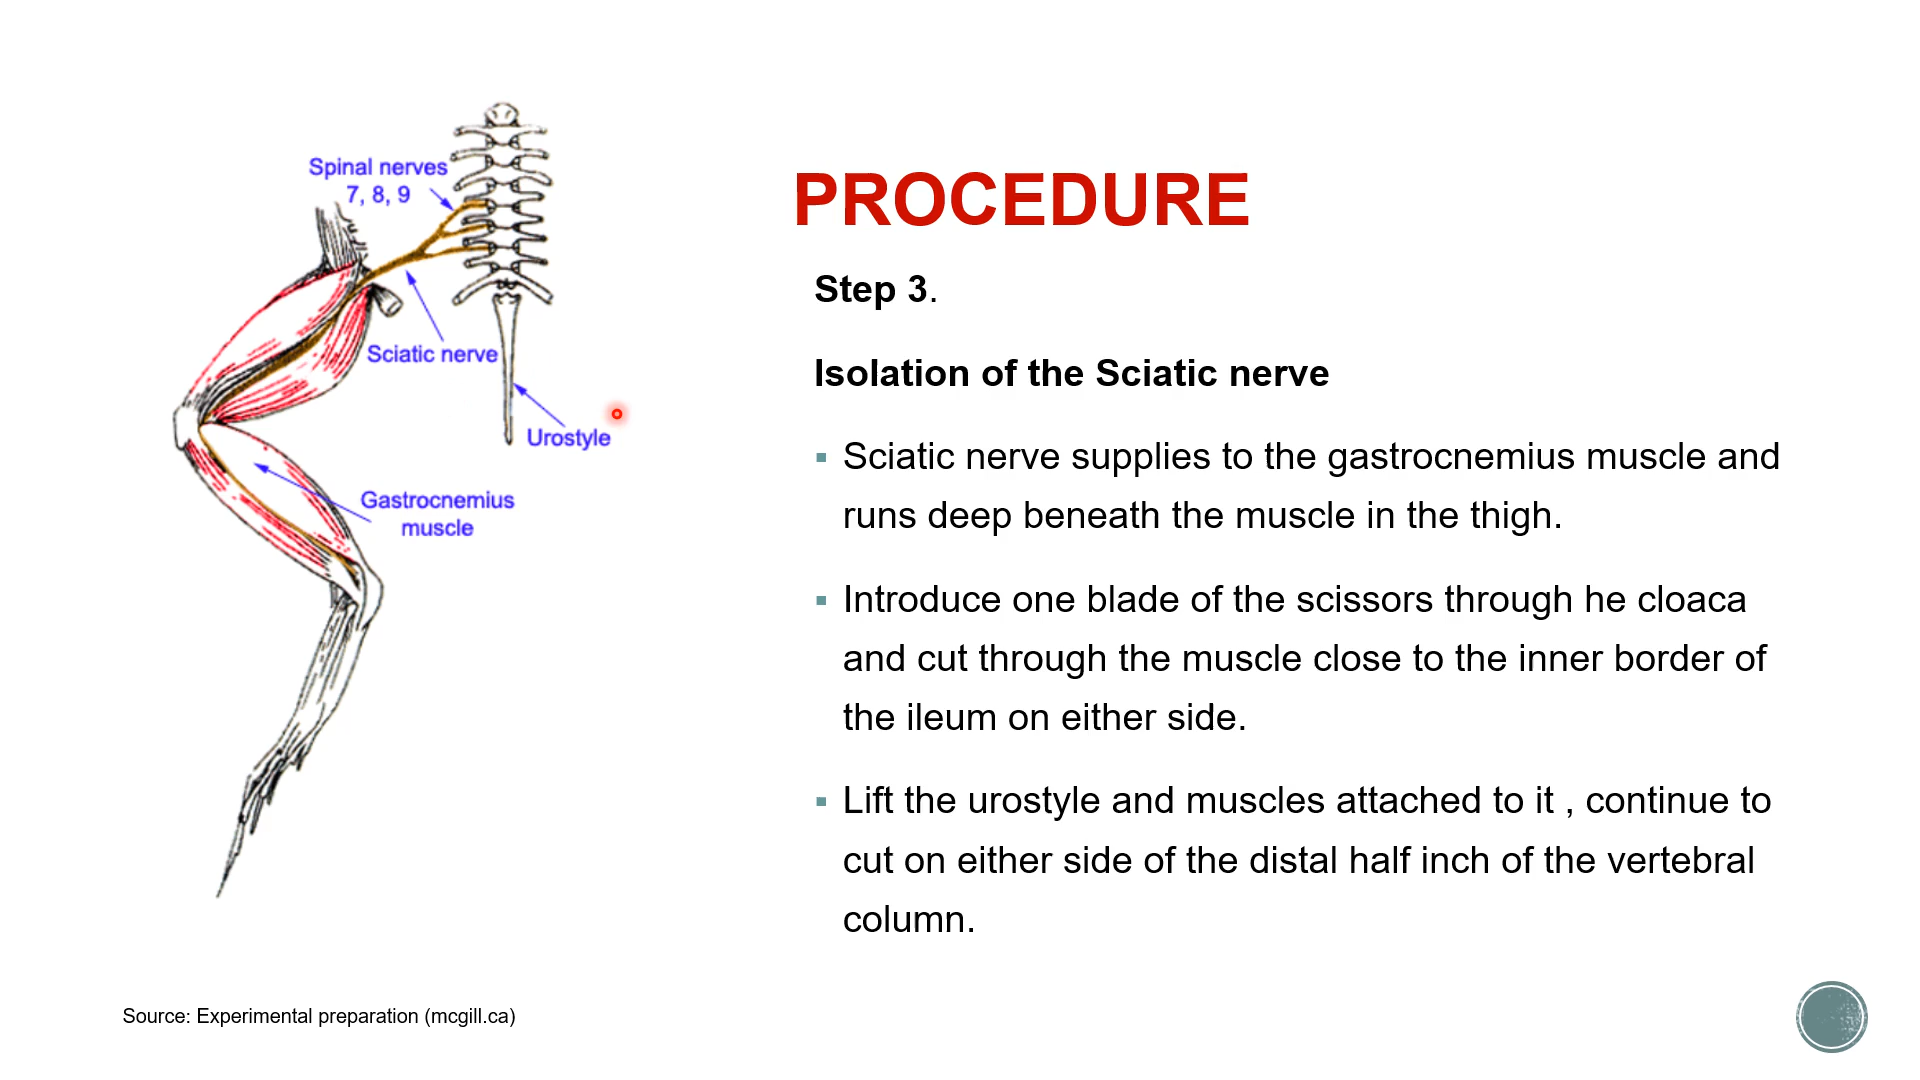 Spinal nerves
7, 8, 9
Sciatic nerve
Urostyle
Gastrocnemius
muscle
PROCEDURE
Step 3.
Isolation of the Sciatic nerve
▪ Sciatic nerve supplies to the gastrocnemius muscle and
runs deep beneath the muscle in the thigh.
▪ Introduce one blade of the scissors through he cloaca
and cut through the muscle close to the inner border of
the ileum on either side.
▪ Lift the urostyle and muscles attached to it , continue to
cut on either side of the distal half inch of the vertebral
column.
Source: Experimental preparation (mcgill.ca)